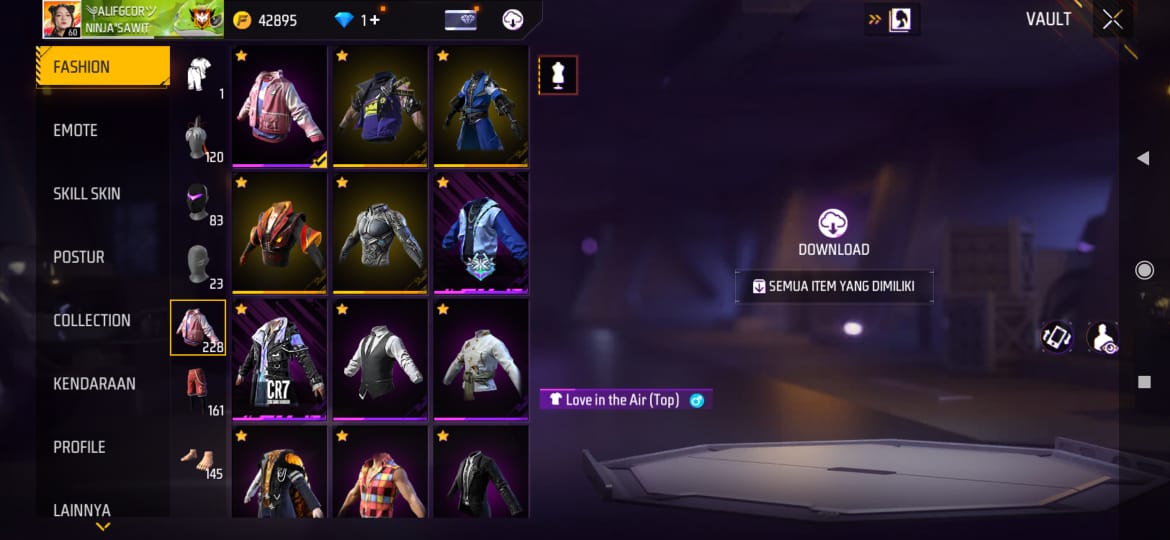 ꪜALIFGCORꪜ
NINJA"SAWIT
60
42895
1+
VAULT
FASHION
1
EMOTE
120
SKILL SKIN
83
POSTUR
23
COLLECTION
228
KENDARAAN
161
PROFILE
145
LAINNYA
CR7
DOWNLOAD
SEMUA ITEM YANG DIMILIKI
Love in the Air (Top)